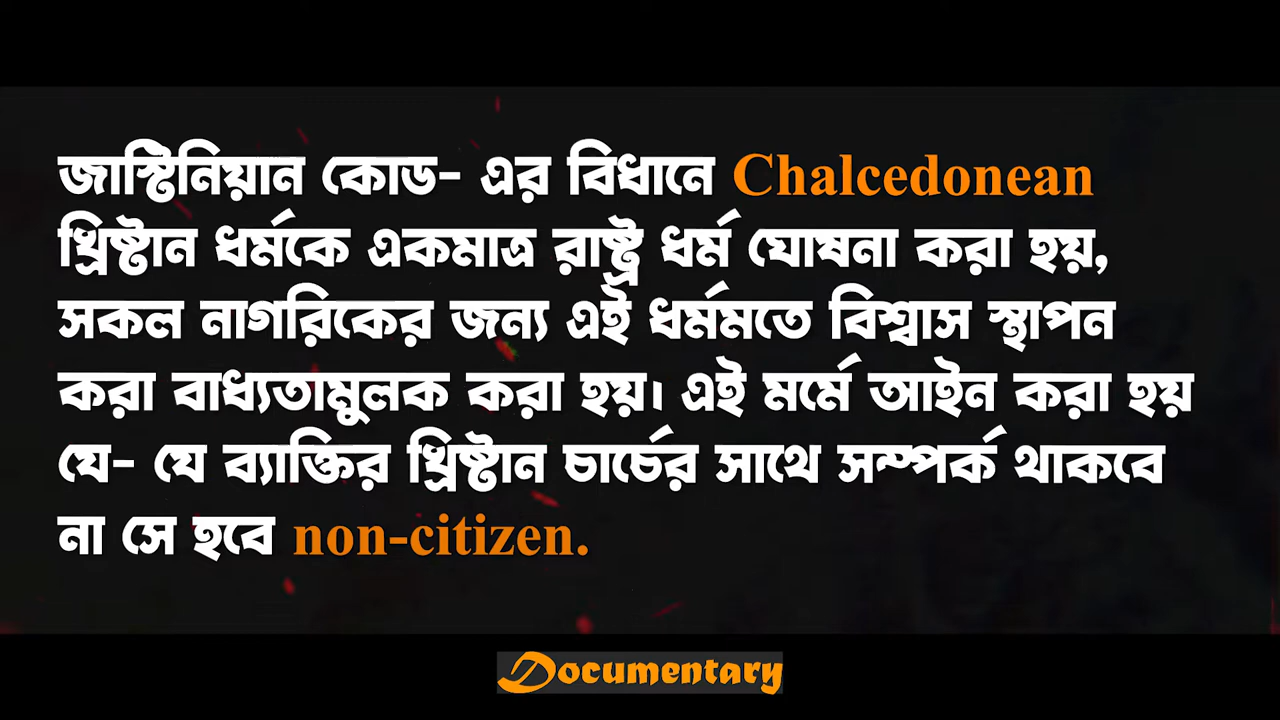 জাস্টিনিয়ান কোড- এর বিধানে Chalcedonean
খ্রিষ্টান ধর্মকে একমাত্র রাষ্ট্র ধর্ম ঘোষনা করা হয়,
সকল নাগরিকের জন্য এই ধর্মমতে বিশ্বাস স্থাপন
করা বাধ্যতামুলক করা হয়। এই মর্মে আইন করা হয়
যে- যে ব্যাক্তির খ্রিষ্টান চার্চের সাথে সম্পর্ক থাকবে
না সে হবে non-citizen.
Documentary